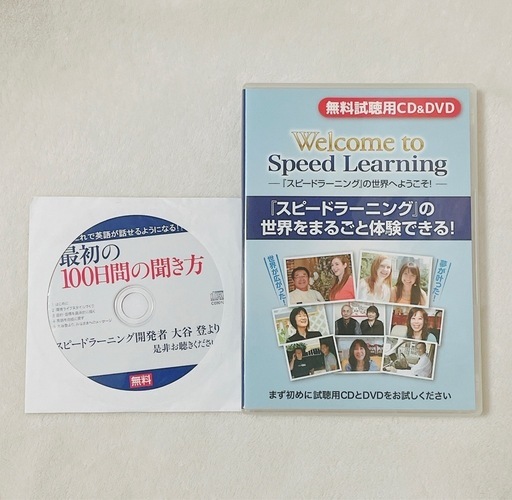 これで英語が話せるようになる!
最初の
100日間の聞き方
スピードラーニング開発者 大谷 登より
是非お聴きください
無料
無料試聴用CD&DVD
Welcome to
Speed Learning
『スピードラーニング』の世界へようこそ!
『スピードラーニング』の
世界をまるごと体験できる!
世界が広がった!
夢が叶った!
まず初めに試聴用CDとDVDをお試しください